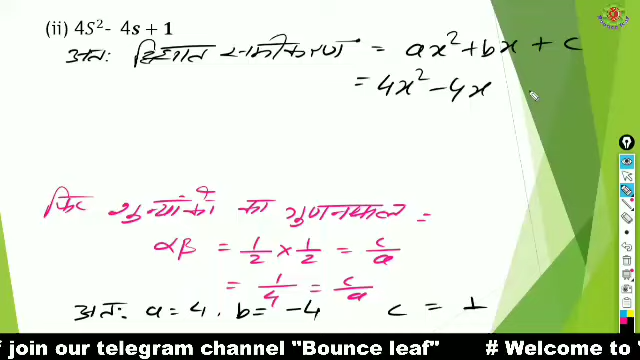 (ii) 4S² - 4s + 1
अतः द्विघात समीकरण = ax² + bx + c
= 4x² - 4x
फिर शून्यांकों का गुणनफल =
αβ = 1/2 × 1/2 = c/a
= 1/4 = c/a
अतः a = 4 . b = -4 c = 1
f join our telegram channel "Bounce leaf" # Welcome to